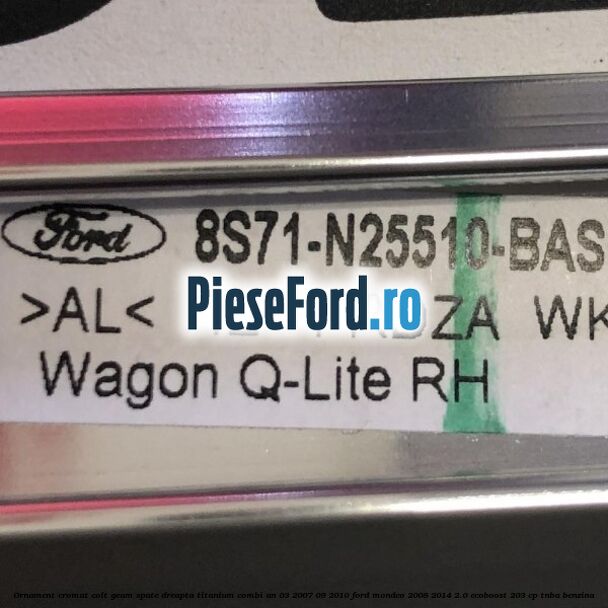 Ford 8S71-N25510-BAS
>AL< ZA WK
Wagon Q-Lite RH
PieseFord.ro
Ornament cromat colt geam spate dreapta titanium combi an 03 2007 09 2010 ford mondeo 2008 2014 2.0 ecoboost 203 cp tnba benzina